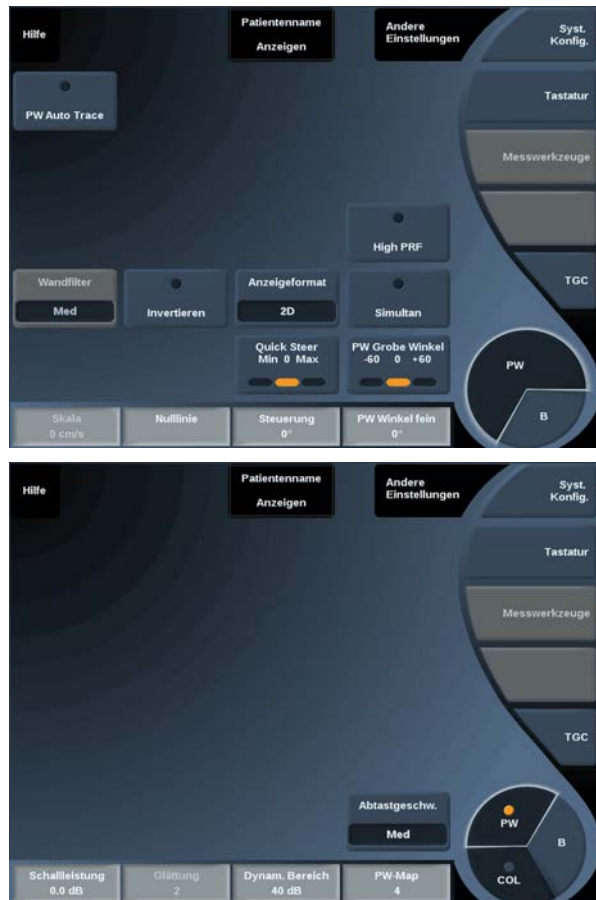 Hilfe
Patientenname
Anzeigen
Andere
Einstellungen
Syst.
Konfig.
PW Auto Trace
Tastatur
Messwerkzeuge
High PRF
Wandfilter
Med
Invertieren
Anzeigeformat
2D
Simultan
TGC
Quick Steer
Min 0 Max
PW Grobe Winkel
-60 0 +60
PW
B
Skala
0 cm/s
Nulllinie
Steuerung
0°
PW Winkel fein
0°
Hilfe
Patientenname
Anzeigen
Andere
Einstellungen
Syst.
Konfig.
Tastatur
Messwerkzeuge
TGC
Abtastgeschw.
Med
PW
B
COL
Schallleistung
0.0 dB
Glättung
2
Dynam. Bereich
40 dB
PW-Map
4